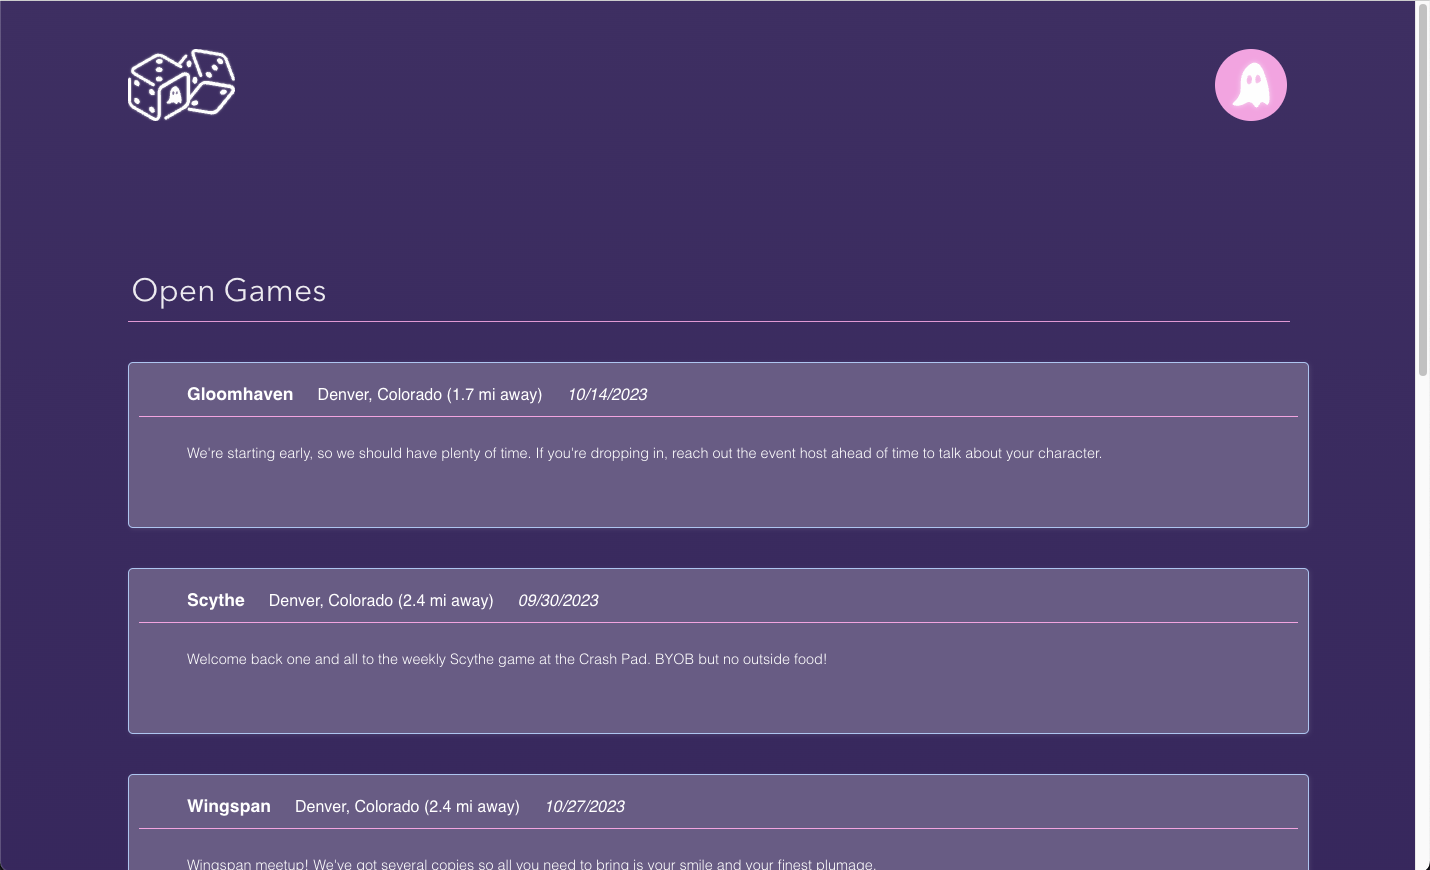 Open Games
Gloomhaven Denver, Colorado (1.7 mi away) 10/14/2023
We're starting early, so we should have plenty of time. If you're dropping in, reach out the event host ahead of time to talk about your character.
Scythe Denver, Colorado (2.4 mi away) 09/30/2023
Welcome back one and all to the weekly Scythe game at the Crash Pad. BYOB but no outside food!
Wingspan Denver, Colorado (2.4 mi away) 10/27/2023
Wingspan meetup! We've got several copies so all you need to bring is your smile and your finest plumage.